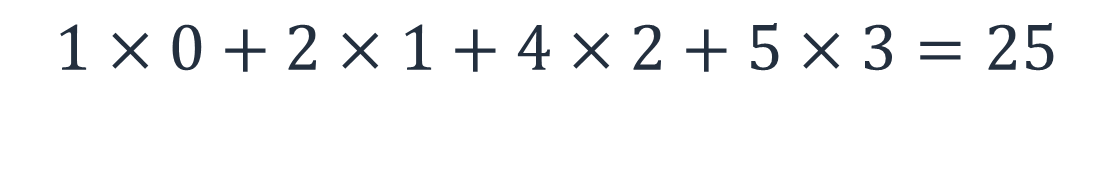 1 × 0 + 2 × 1 + 4 × 2 + 5 × 3 = 25